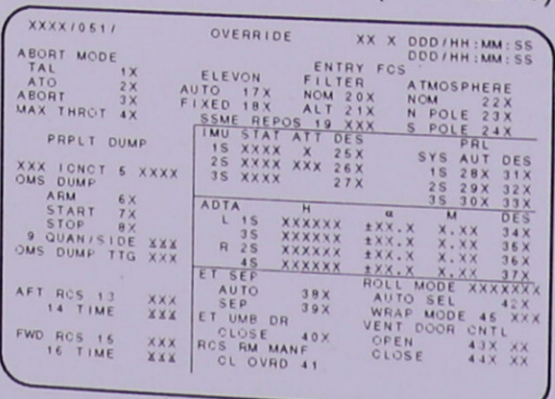 XXXX/051/ OVERRIDE XX X DDD/HH:MM:SS
DDD/HH:MM:SS
ABORT MODE ENTRY FCS
TAL 1X ELEVON FILTER ATMOSPHERE
ATO 2X AUTO 17X NOM 20X NOM 22X
ABORT 3X FIXED 18X ALT 21X N POLE 23X
MAX THROT 4X SSME REPOS 19 XXX S POLE 24X
IMU STAT ATT DES PRL
PRPLT DUMP 1S XXXX X 25X SYS AUT DES
2S XXXX XXX 26X 1S 28X 31X
XXX ICNCT 5 XXXX 3S XXXX 27X 2S 29X 32X
OMS DUMP 3S 30X 33X
ARM 6X ADTA H α M DES
START 7X L 1S XXXXXX ±XX.X X.XX 34X
STOP 8X 3S XXXXXX ±XX.X X.XX 35X
9 QUAN/SIDE XXX R 2S XXXXXX ±XX.X X.XX 36X
OMS DUMP TTG XXX 4S XXXXXX ±XX.X X.XX 37X
ET SEP ROLL MODE XXXXXXX
AUTO 38X AUTO SEL 42X
AFT RCS 13 XXX SEP 39X WRAP MODE 45 XXX
14 TIME XXX ET UMB DR VENT DOOR CNTL
CLOSE 40X OPEN 43X XX
FWD RCS 15 XXX RCS RM MANF CLOSE 44X XX
16 TIME XXX CL OVRD 41